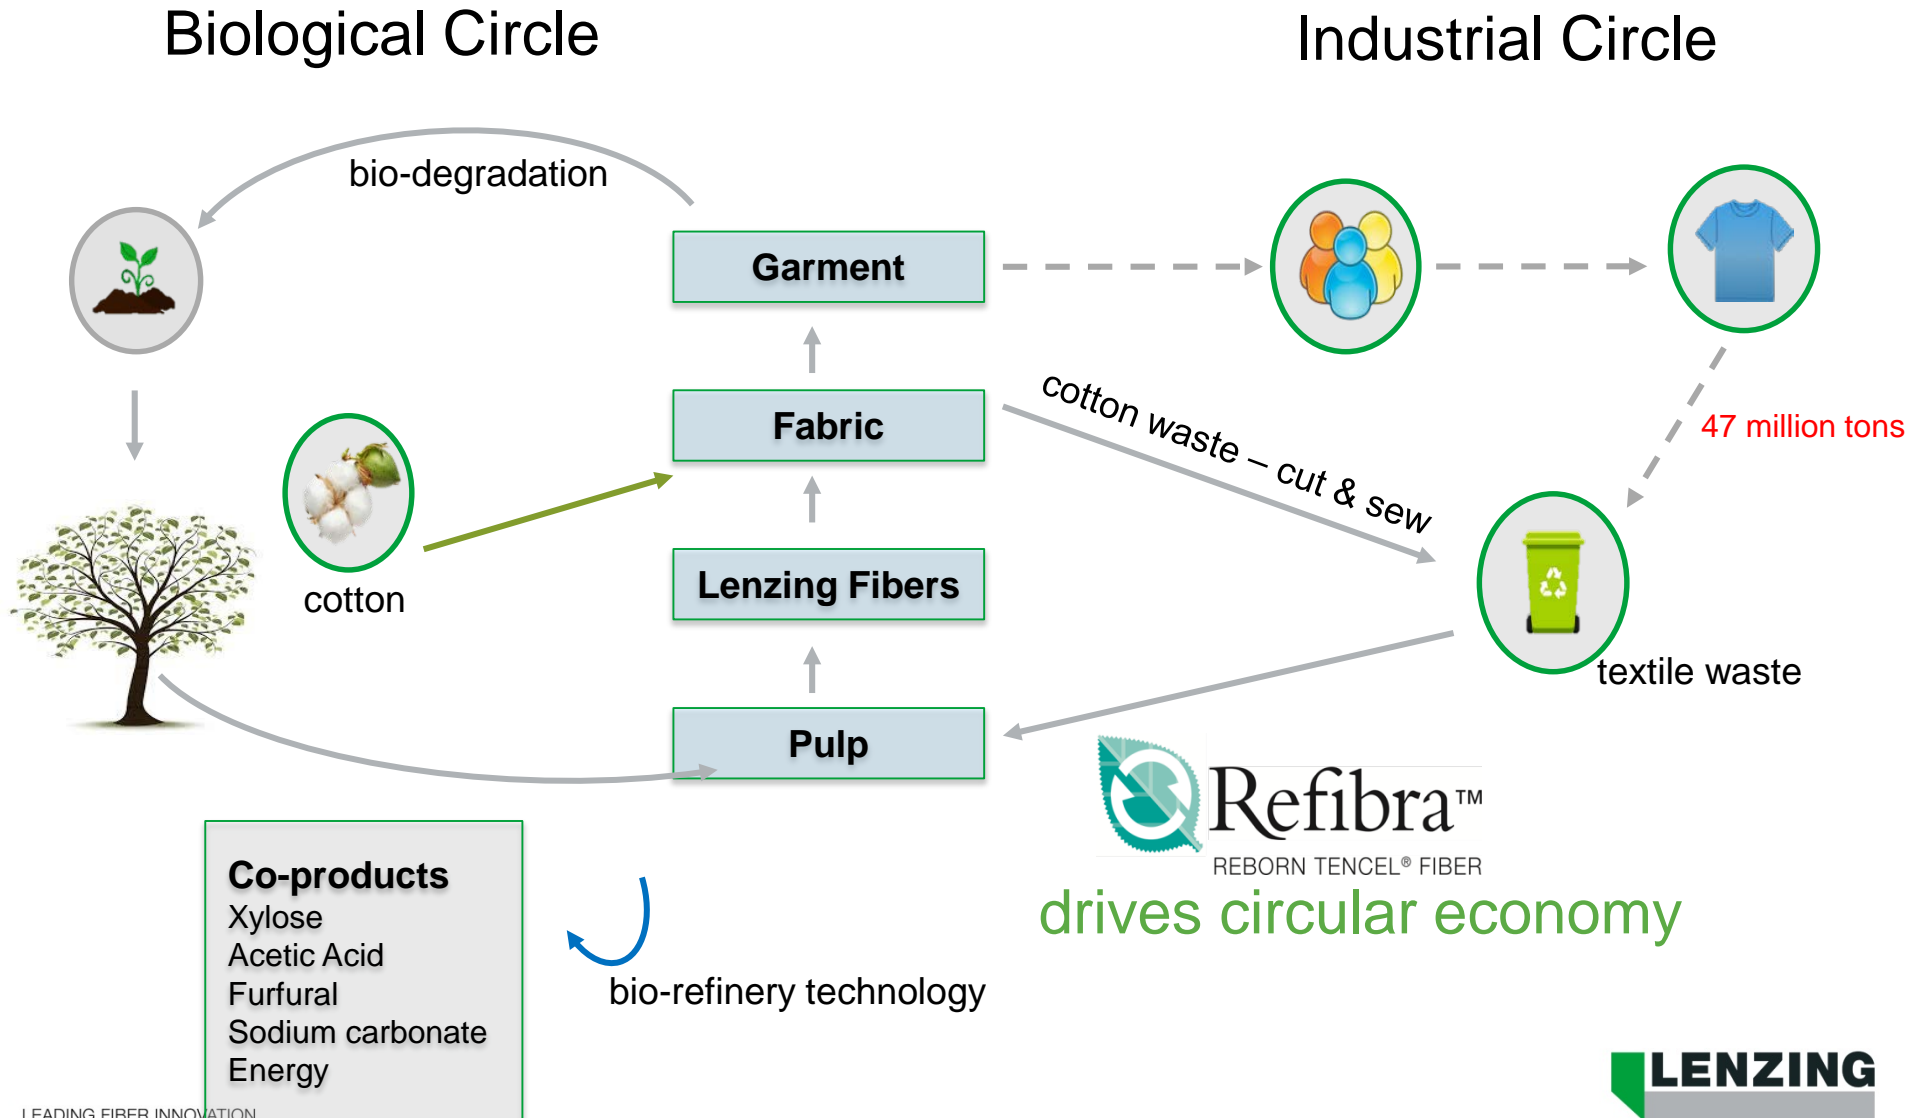 Biological Circle
Industrial Circle
bio-degradation
Garment
Fabric
cotton waste – cut & sew
47 million tons
cotton
Lenzing Fibers
textile waste
Pulp
Refibra™
REBORN TENCEL® FIBER
drives circular economy
Co-products
Xylose
Acetic Acid
Furfural
Sodium carbonate
Energy
bio-refinery technology
LENZING
LEADING FIBER INNOVATION